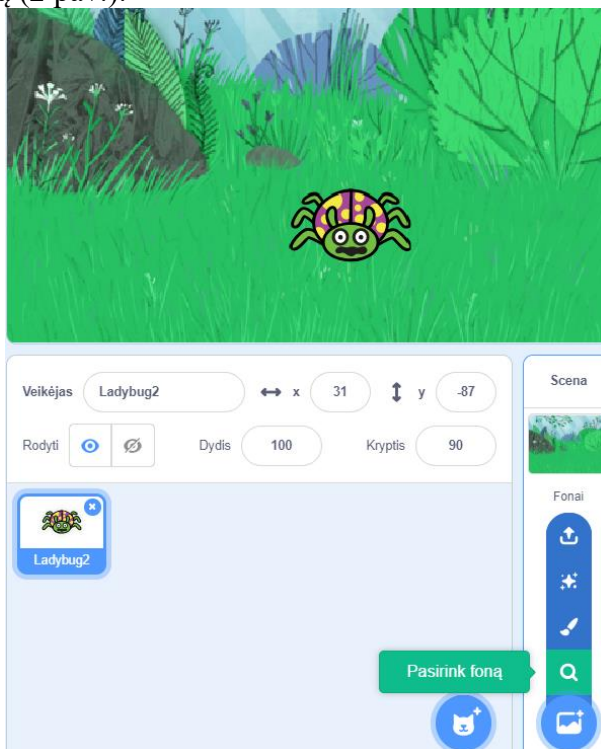 Veikėjas Ladybug2 x 31 y -87 Scena
Rodyti Dydis 100 Kryptis 90
Fonai
Ladybug2
Pasirink foną